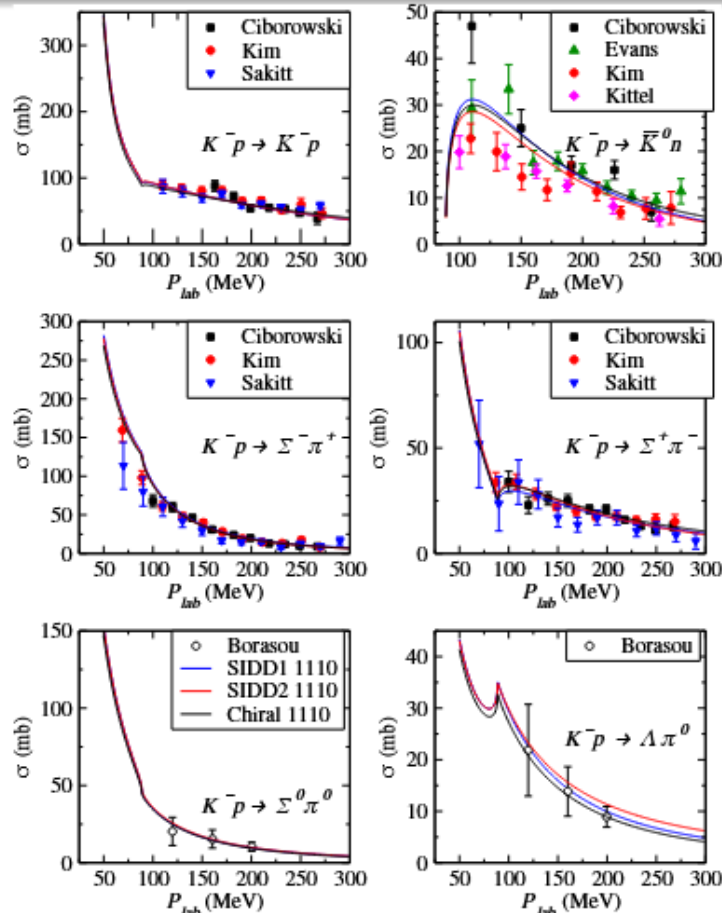 Ciborowski
Kim
Sakitt
σ (mb)
300
200
100
0
K⁻p → K⁻p
50 100 150 200 250 300
P_lab (MeV)
Ciborowski
Evans
Kim
Kittel
σ (mb)
50
40
30
20
10
0
K⁻p → K̅⁰n
100 150 200 250 300
P_lab (MeV)
Ciborowski
Kim
Sakitt
σ (mb)
300
250
200
150
100
50
0
K⁻p → Σ⁻π⁺
50 100 150 200 250 300
P_lab (MeV)
Ciborowski
Kim
Sakitt
σ (mb)
100
50
0
K⁻p → Σ⁺π⁻
50 100 150 200 250 300
P_lab (MeV)
Borasou
SIDD1 1110
SIDD2 1110
Chiral 1110
σ (mb)
150
100
50
0
K⁻p → Σ⁰π⁰
50 100 150 200 250 300
P_lab (MeV)
Borasou
σ (mb)
40
30
20
10
0
K⁻p → Λπ⁰
50 100 150 200 250 300
P_lab (MeV)